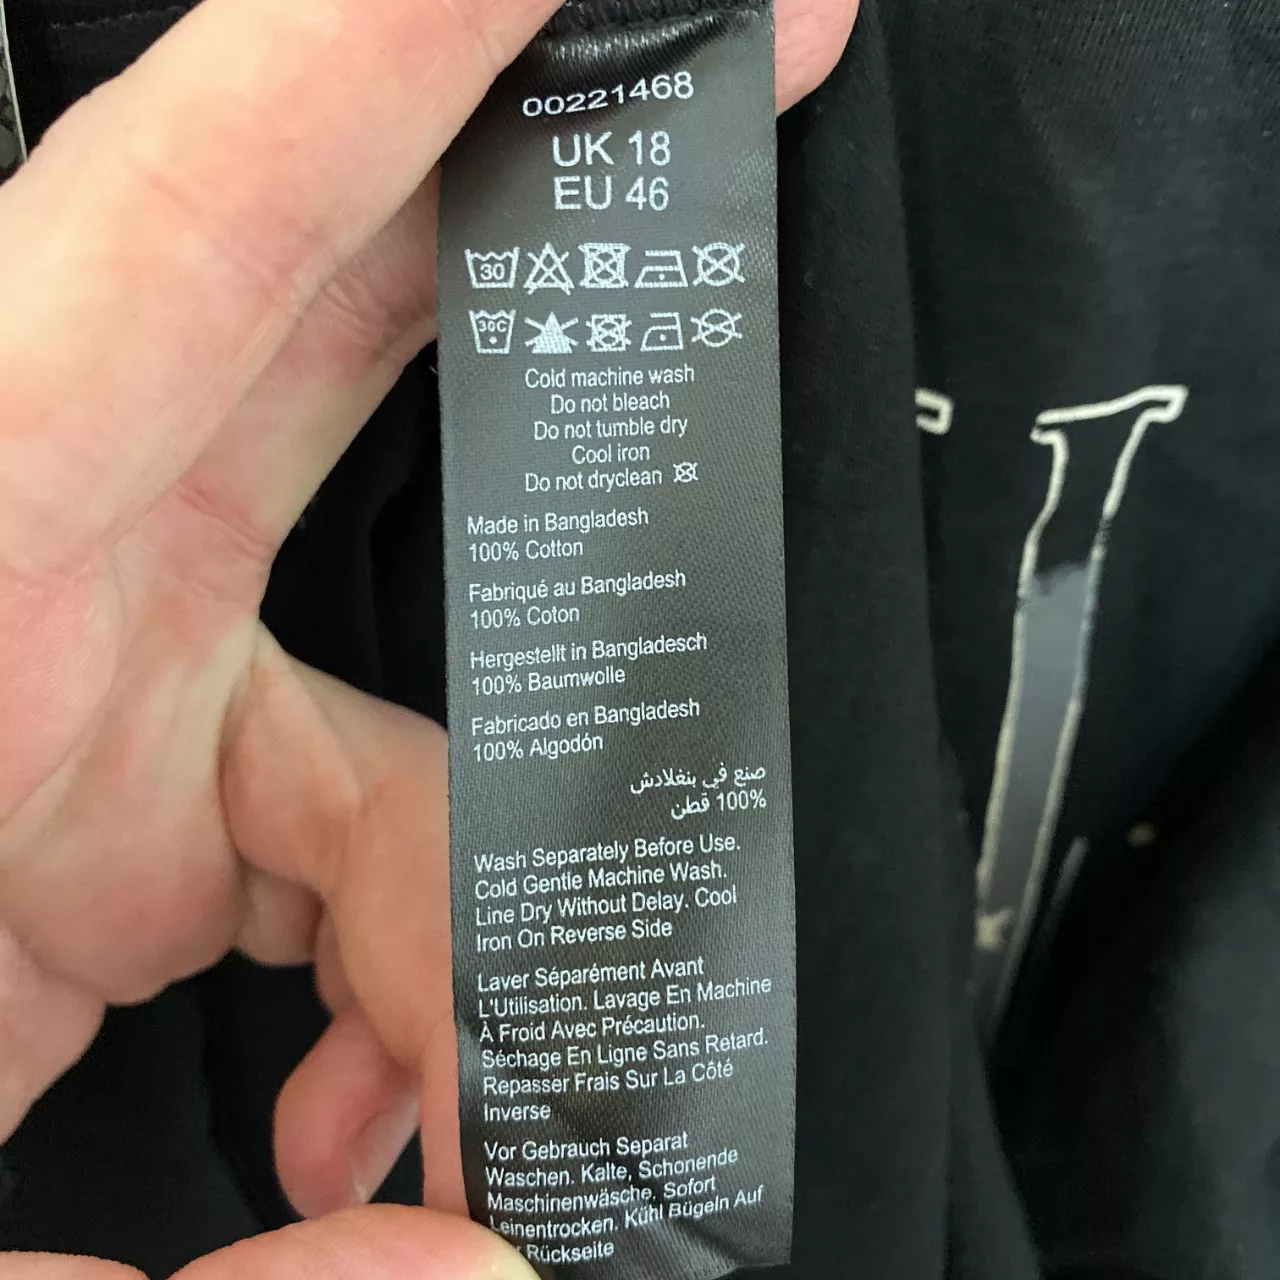 00221468
UK 18
EU 46
30
30C
Cold machine wash
Do not bleach
Do not tumble dry
Cool iron
Do not dryclean
Made in Bangladesh
100% Cotton
Fabriqué au Bangladesh
100% Coton
Hergestellt in Bangladesch
100% Baumwolle
Fabricado en Bangladesh
100% Algodón
صنع في بنغلادش
100% قطن
Wash Separately Before Use.
Cold Gentle Machine Wash.
Line Dry Without Delay. Cool
Iron On Reverse Side
Laver Séparément Avant
L'Utilisation. Lavage En Machine
À Froid Avec Précaution.
Séchage En Ligne Sans Retard.
Repasser Frais Sur La Côté
Inverse
Vor Gebrauch Separat
Waschen. Kalte, Schonende
Maschinenwäsche. Sofort
Leinentrocken. Kühl Bügeln Auf
Rückseite